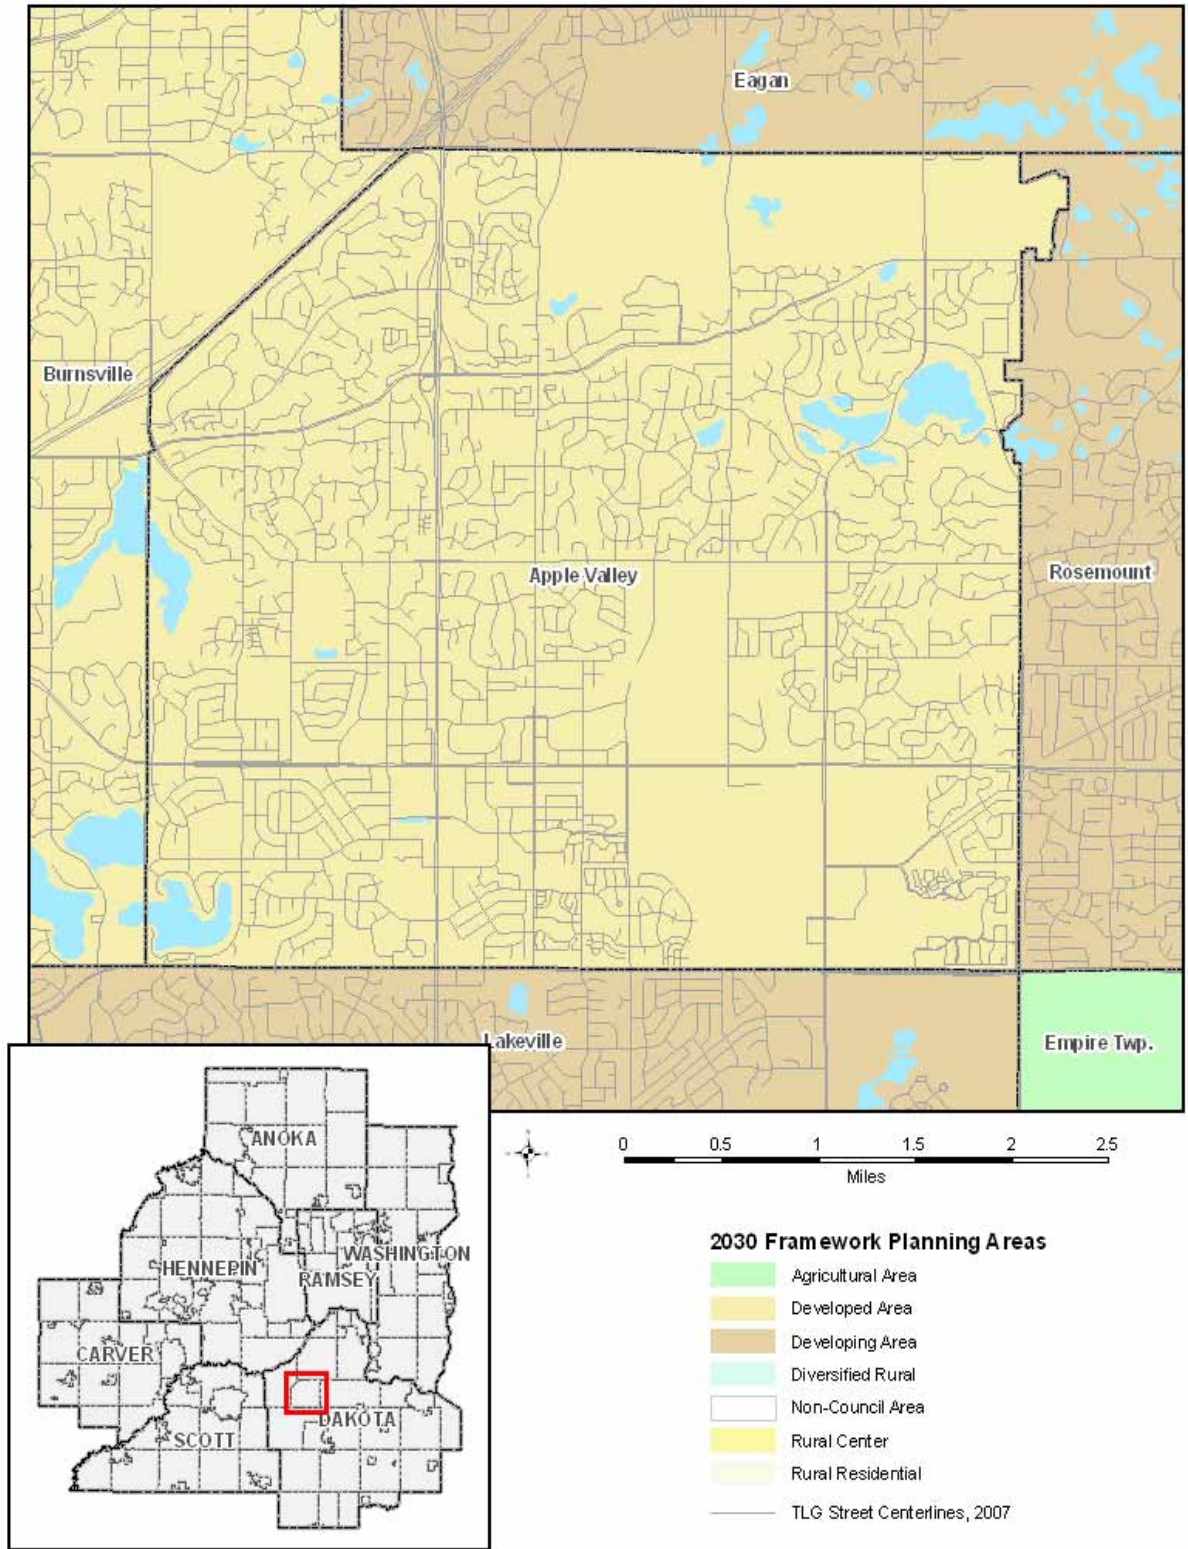 Eagan
Burnsville
Apple Valley
Rosemount
Lakeville
Empire Twp.
ANOKA
WASHINGTON
HENNEPIN
RAMSEY
CARVER
DAKOTA
SCOTT
0 0.5 1 1.5 2 2.5
Miles
2030 Framework Planning Areas
Agricultural Area
Developed Area
Developing Area
Diversified Rural
Non-Council Area
Rural Center
Rural Residential
TLG Street Centerlines, 2007